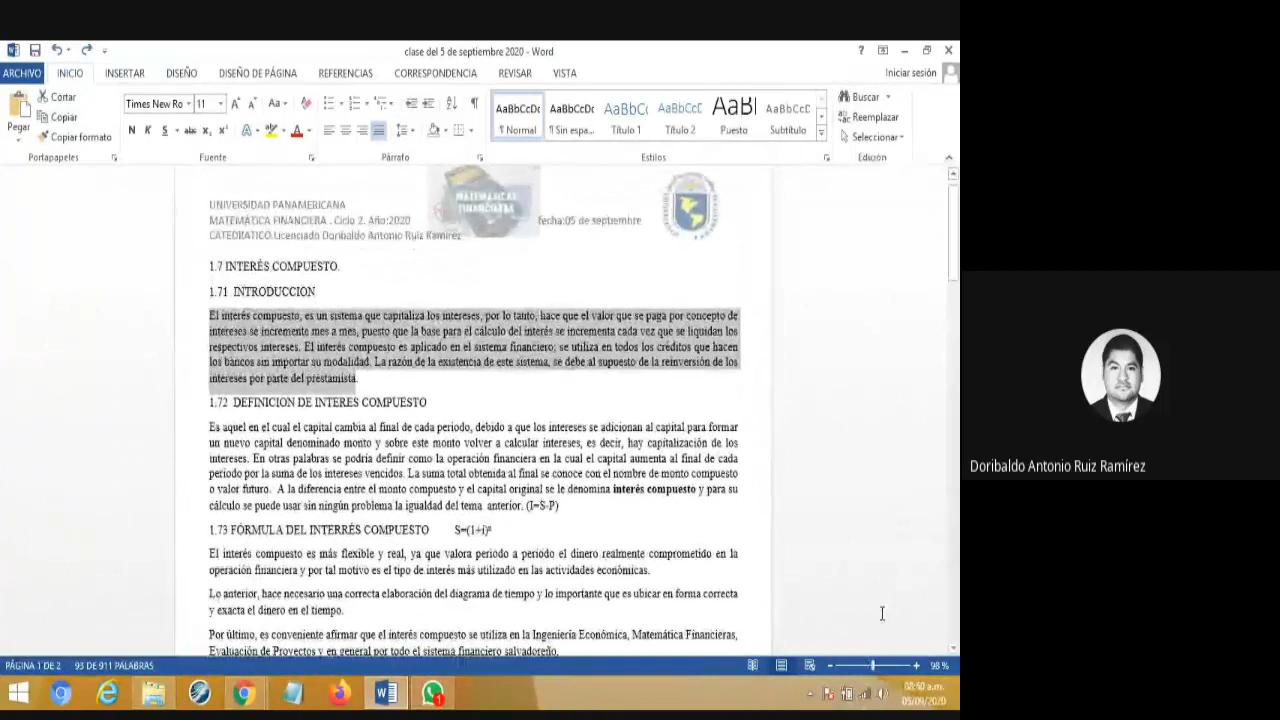 clase del 5 de septiembre 2020 - Word
ARCHIVO INICIO INSERTAR DISEÑO DISEÑO DE PÁGINA REFERENCIAS CORRESPONDENCIA REVISAR VISTA Iniciar sesión
Pegar
Cortar
Copiar
Copiar formato
Portapapeles
Times New Ro 11
N K S abc
Fuente
Párrafo
AaBbCcDc AaBbCcDc AaBbCc AaBbCcD AaBl AaBbCcD
¶ Normal ¶ Sin espa... Título 1 Título 2 Puesto Subtítulo
Estilos
Buscar
Reemplazar
Seleccionar
Edición
UNIVERSIDAD PANAMERICANA
MATEMÁTICA FINANCIERA . Ciclo 2. Año:2020 fecha:05 de septiembre
CATEDRATICO.Licenciado Doribaldo Antonio Ruiz Ramírez
MATEMÁTICAS
FINANCIERAS
1.7 INTERÉS COMPUESTO.
1.71 INTRODUCCIÓN
El interés compuesto, es un sistema que capitaliza los intereses, por lo tanto, hace que el valor que se paga por concepto de
intereses se incremente mes a mes, puesto que la base para el cálculo del interés se incrementa cada vez que se liquidan los
respectivos intereses. El interés compuesto es aplicado en el sistema financiero; se utiliza en todos los créditos que hacen
los bancos sin importar su modalidad. La razón de la existencia de este sistema, se debe al supuesto de la reinversión de los
intereses por parte del prestamista.
1.72 DEFINICION DE INTERES COMPUESTO
Es aquel en el cual el capital cambia al final de cada periodo, debido a que los intereses se adicionan al capital para formar
un nuevo capital denominado monto y sobre este monto volver a calcular intereses, es decir, hay capitalización de los
intereses. En otras palabras se podría definir como la operación financiera en la cual el capital aumenta al final de cada
periodo por la suma de los intereses vencidos. La suma total obtenida al final se conoce con el nombre de monto compuesto
o valor futuro. A la diferencia entre el monto compuesto y el capital original se le denomina interés compuesto y para su
cálculo se puede usar sin ningún problema la igualdad del tema anterior. (I=S-P)
1.73 FÓRMULA DEL INTERRÉS COMPUESTO S=(1+i)ⁿ
El interés compuesto es más flexible y real, ya que valora periodo a periodo el dinero realmente comprometido en la
operación financiera y por tal motivo es el tipo de interés más utilizado en las actividades económicas.
Lo anterior, hace necesario una correcta elaboración del diagrama de tiempo y lo importante que es ubicar en forma correcta
y exacta el dinero en el tiempo.
Por último, es conveniente afirmar que el interés compuesto se utiliza en la Ingeniería Económica, Matemática Financieras,
Evaluación de Proyectos y en general por todo el sistema financiero salvadoreño.
PÁGINA 1 DE 2 93 DE 911 PALABRAS 98 %
08:50 a.m.
05/09/2020
Doribaldo Antonio Ruiz Ramírez